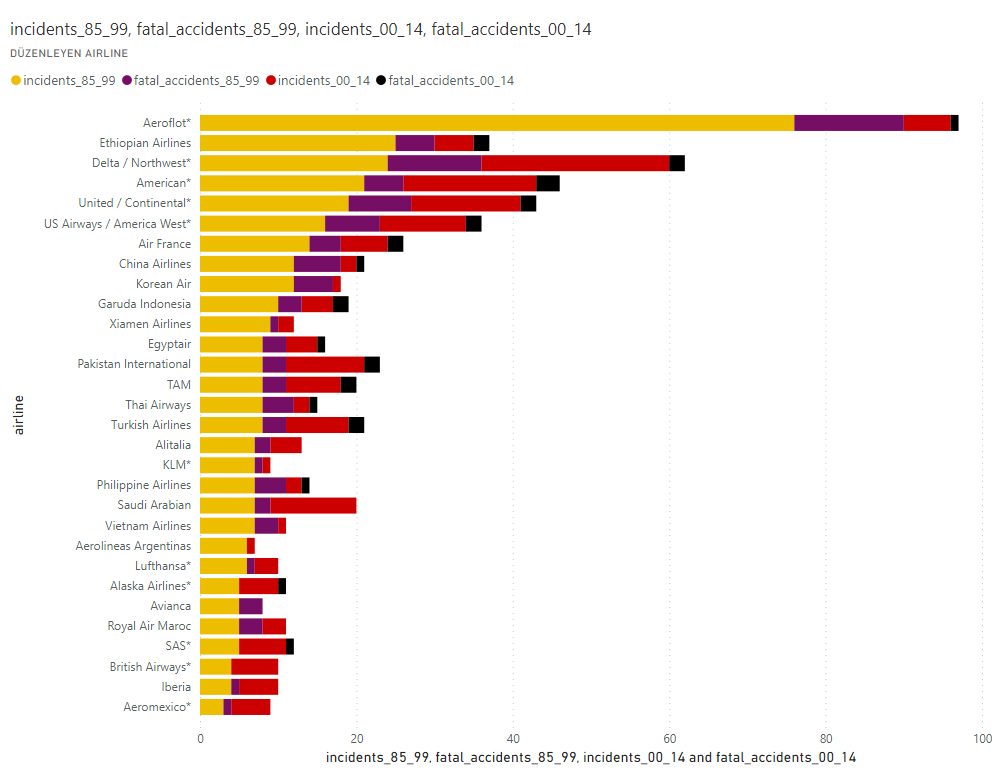 incidents_85_99, fatal_accidents_85_99, incidents_00_14, fatal_accidents_00_14
DÜZENLEYEN AIRLINE
incidents_85_99 fatal_accidents_85_99 incidents_00_14 fatal_accidents_00_14
airline
Aeroflot*
Ethiopian Airlines
Delta / Northwest*
American*
United / Continental*
US Airways / America West*
Air France
China Airlines
Korean Air
Garuda Indonesia
Xiamen Airlines
Egyptair
Pakistan International
TAM
Thai Airways
Turkish Airlines
Alitalia
KLM*
Philippine Airlines
Saudi Arabian
Vietnam Airlines
Aerolineas Argentinas
Lufthansa*
Alaska Airlines*
Avianca
Royal Air Maroc
SAS*
British Airways*
Iberia
Aeromexico*
0 20 40 60 80 100
incidents_85_99, fatal_accidents_85_99, incidents_00_14 and fatal_accidents_00_14